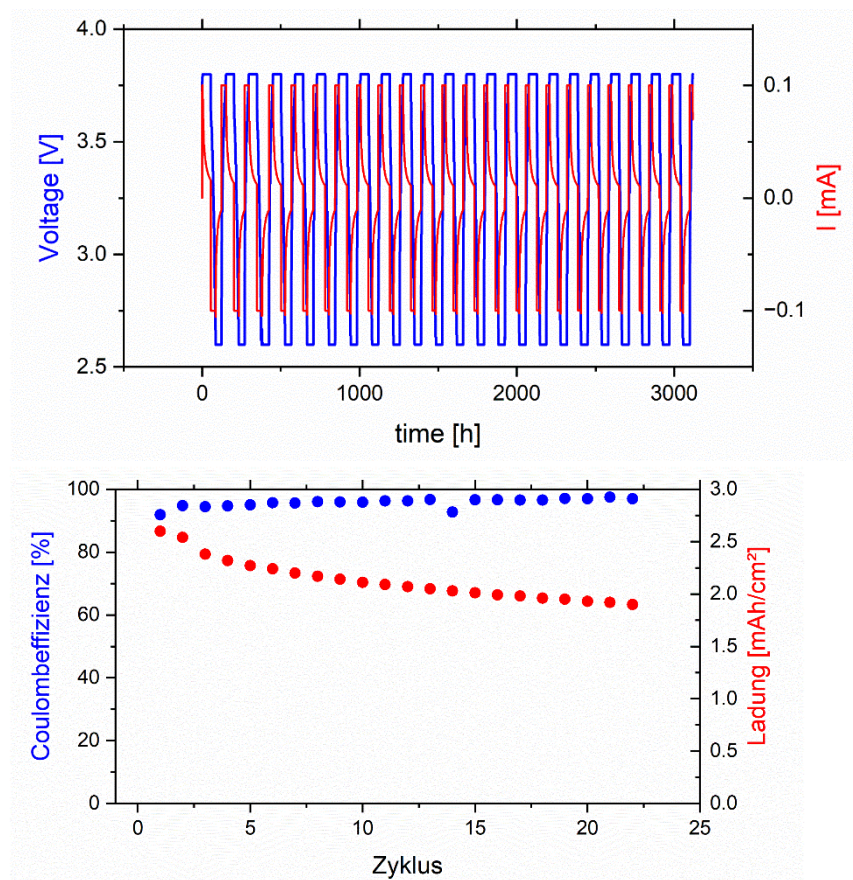 4.0
3.5
3.0
2.5
Voltage [V]
0.1
0.0
−0.1
I [mA]
0 1000 2000 3000
time [h]
100
80
60
40
20
0
Coulombeffizienz [%]
3.0
2.5
2.0
1.5
1.0
0.5
0.0
Ladung [mAh/cm²]
0 5 10 15 20 25
Zyklus